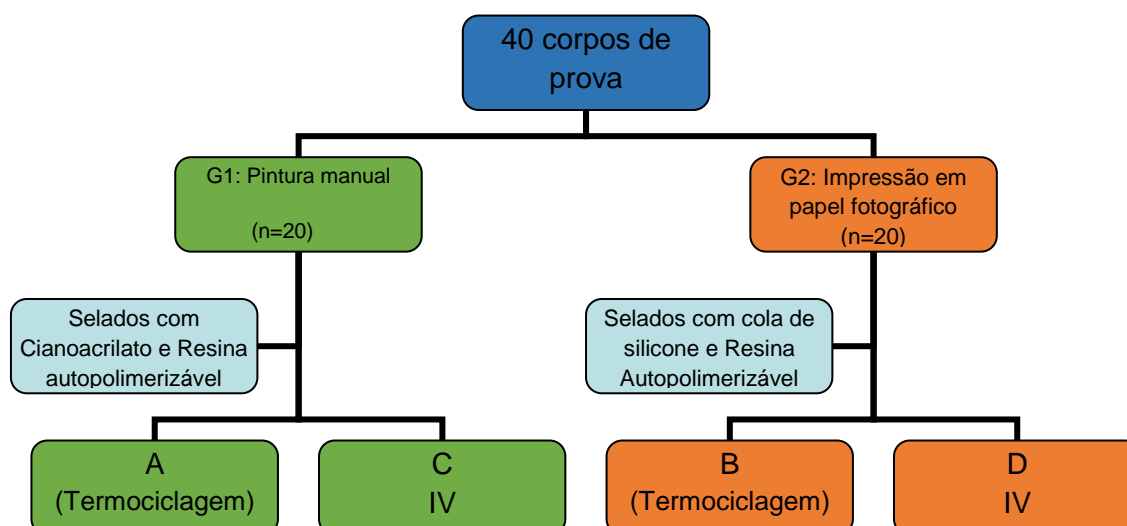 40 corpos de
prova
G1: Pintura manual
(n=20)
G2: Impressão em
papel fotográfico
(n=20)
Selados com
Cianoacrilato e Resina
autopolimerizável
Selados com cola de
silicone e Resina
Autopolimerizável
A
(Termociclagem)
C
IV
B
(Termociclagem)
D
IV